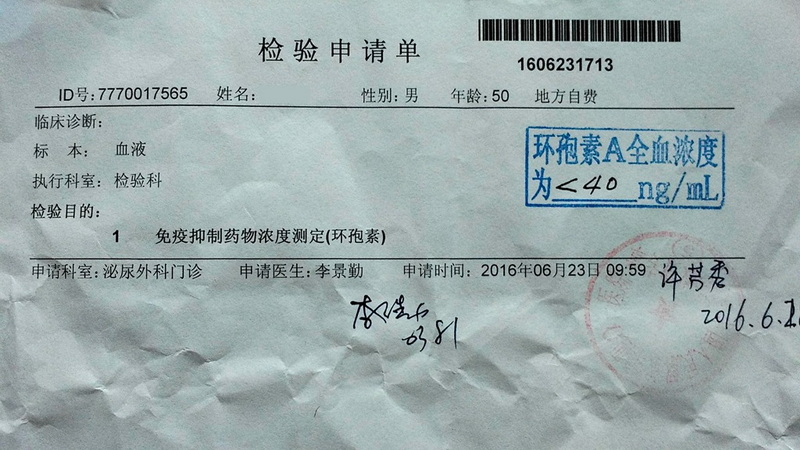 检验申请单
1606231713
ID号:7770017565 姓名: 性别: 男 年龄: 50 地方自费
临床诊断:
标 本: 血液
执行科室: 检验科
环孢素A全血浓度
为<40 ng/mL
检验目的:
1 免疫抑制药物浓度测定(环孢素)
申请科室: 泌尿外科门诊 申请医生: 李景勤 申请时间: 2016年06月23日 09:59
许芳秀
2016.6.